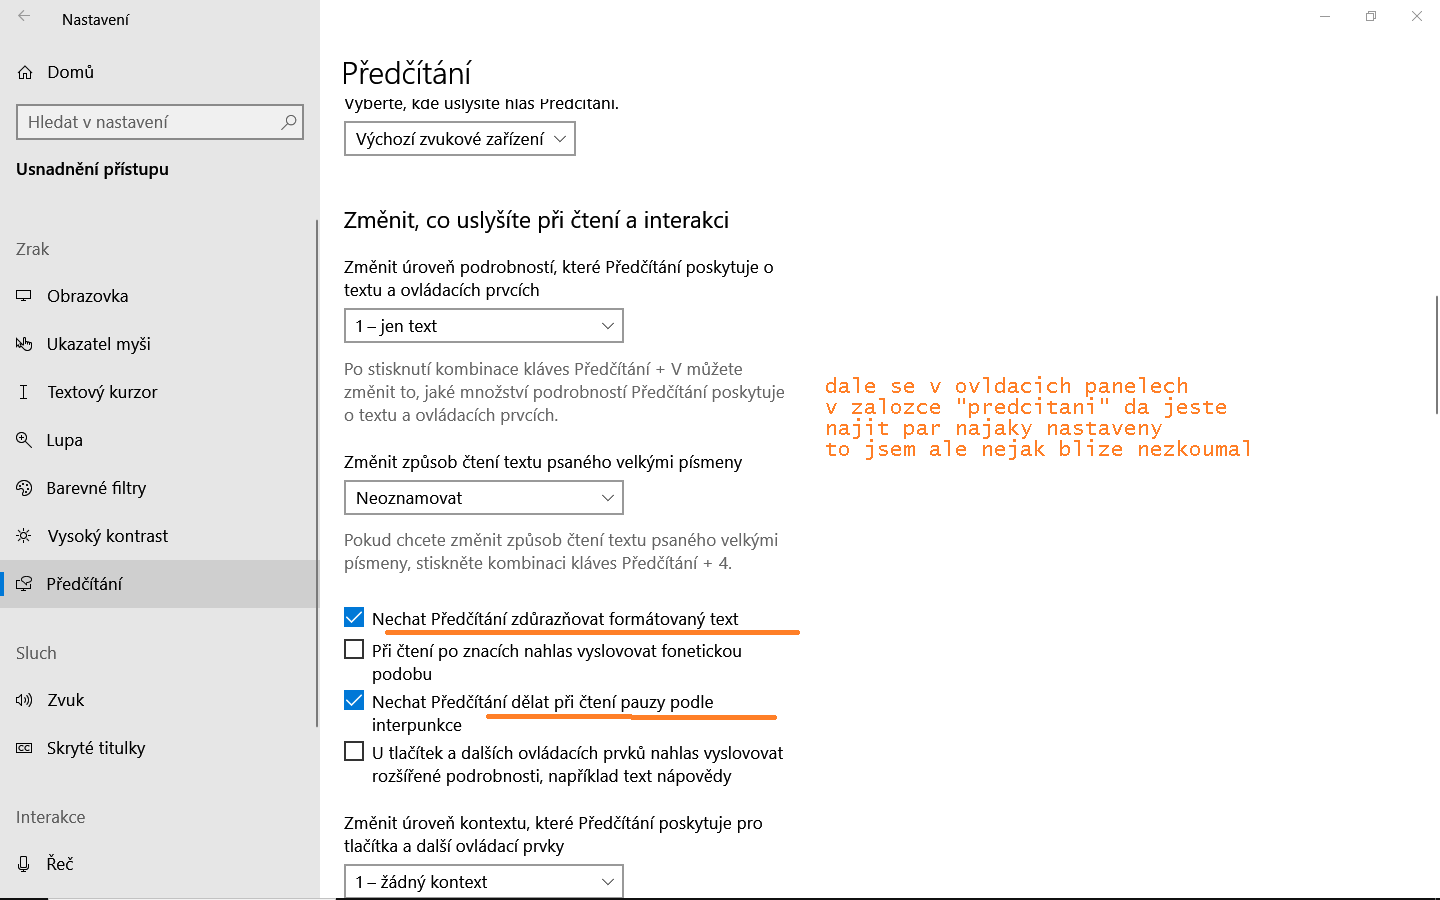 Nastavení
Domů
Hledat v nastavení
Usnadnění přístupu
Zrak
Obrazovka
Ukazatel myši
Textový kurzor
Lupa
Barevné filtry
Vysoký kontrast
Předčítání
Sluch
Zvuk
Skryté titulky
Interakce
Řeč
Předčítání
Vyberte, kde uslyšíte hlas Předčítání.
Výchozí zvukové zařízení
Změnit, co uslyšíte při čtení a interakci
Změnit úroveň podrobností, které Předčítání poskytuje o
textu a ovládacích prvcích
1 – jen text
Po stisknutí kombinace kláves Předčítání + V můžete
změnit to, jaké množství podrobností Předčítání poskytuje
o textu a ovládacích prvcích.
Změnit způsob čtení textu psaného velkými písmeny
Neoznamovat
Pokud chcete změnit způsob čtení textu psaného velkými
písmeny, stiskněte kombinaci kláves Předčítání + 4.
Nechat Předčítání zdůrazňovat formátovaný text
Při čtení po znacích nahlas vyslovovat fonetickou
podobu
Nechat Předčítání dělat při čtení pauzy podle
interpunkce
U tlačítek a dalších ovládacích prvků nahlas vyslovovat
rozšířené podrobnosti, například text nápovědy
Změnit úroveň kontextu, které Předčítání poskytuje pro
tlačítka a další ovládací prvky
1 – žádný kontext
dale se v ovldacich panelech
v zalozce "predcitani" da jeste
najit par najaky nastaveny
to jsem ale nejak blize nezkoumal